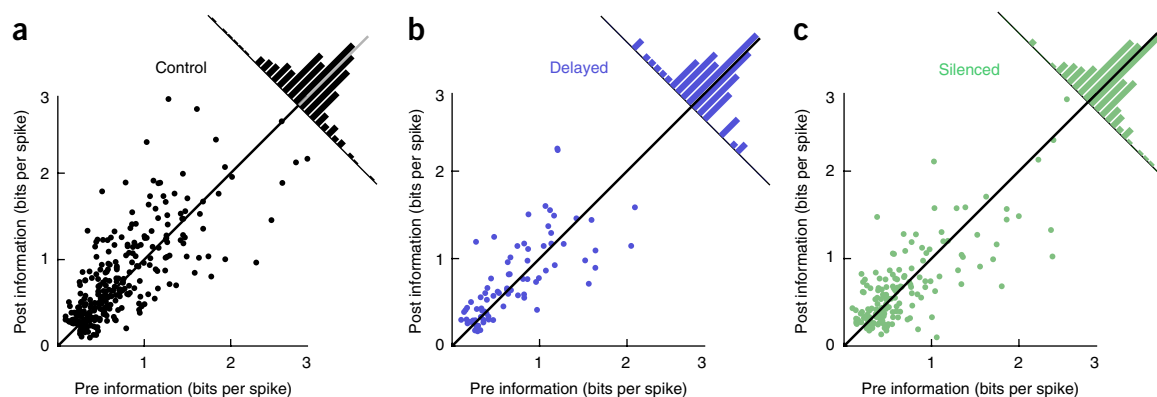 a
Control
3
2
1
0
Post information (bits per spike)
1
2
3
Pre information (bits per spike)
b
Delayed
3
2
1
0
Post information (bits per spike)
1
2
3
Pre information (bits per spike)
c
Silenced
3
2
1
0
Post information (bits per spike)
1
2
3
Pre information (bits per spike)